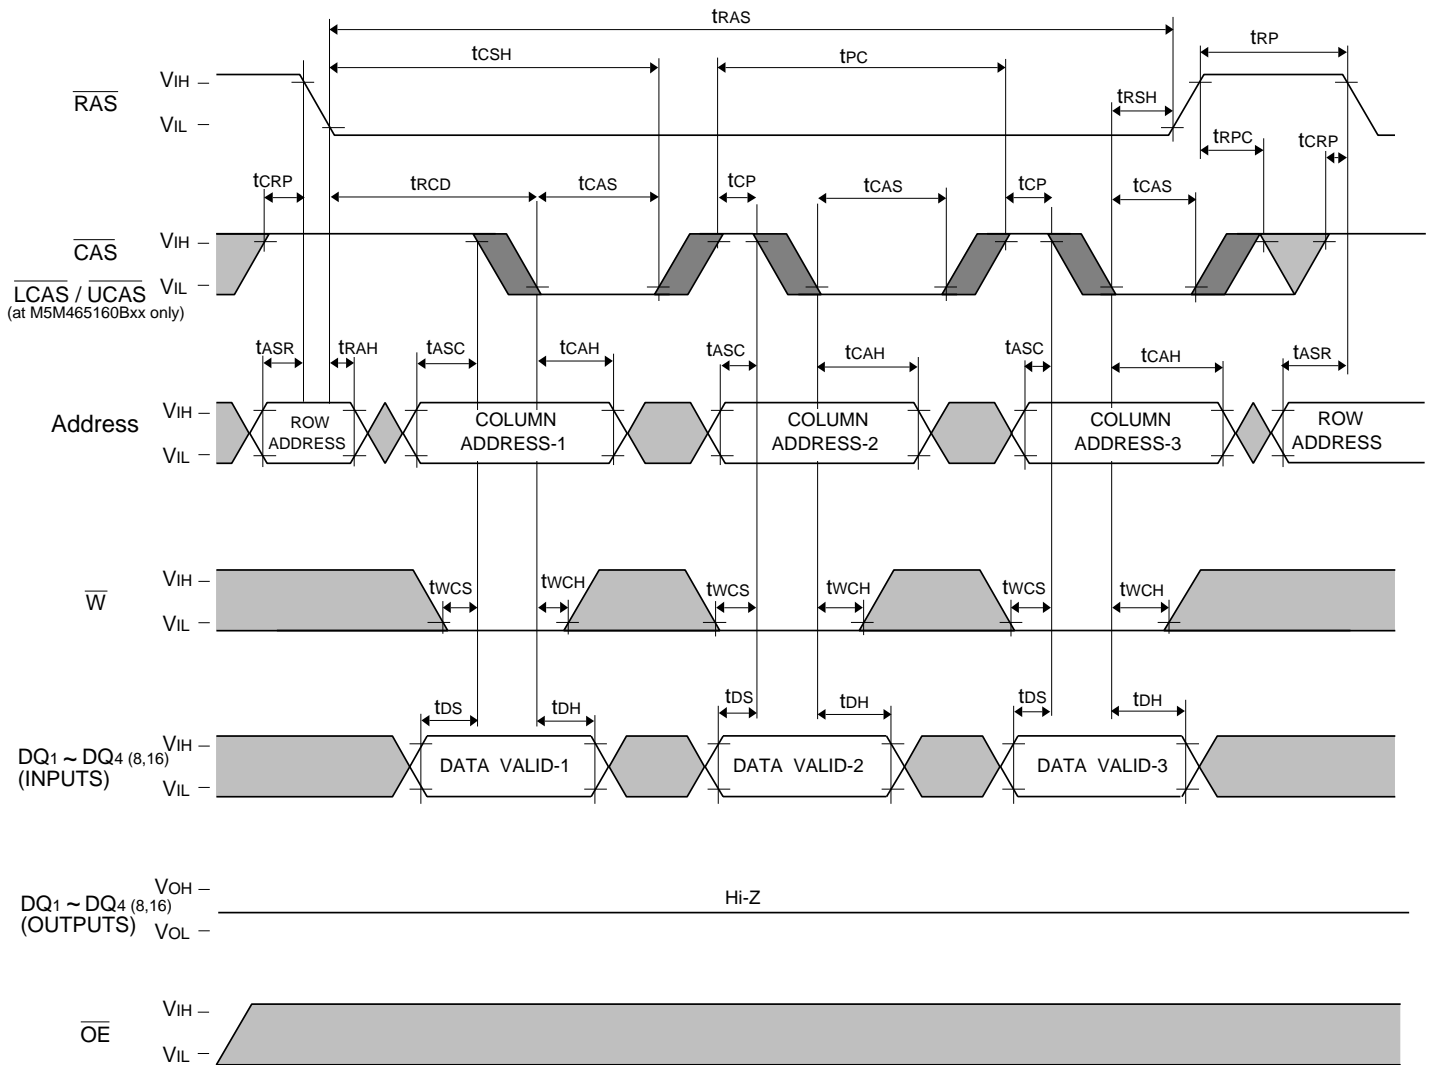 tRAS
tCSH
tPC
tRP
RAS
VIH
VIL
tRSH
tRPC
tCRP
tCRP
tRCD
tCAS
tCP
tCAS
tCP
tCAS
CAS
VIH
LCAS / UCAS
VIL
(at M5M465160Bxx only)
tASR
tRAH
tASC
tCAH
tASC
tCAH
tASC
tCAH
tASR
Address
VIH
VIL
ROW
ADDRESS
COLUMN
ADDRESS-1
COLUMN
ADDRESS-2
COLUMN
ADDRESS-3
ROW
ADDRESS
W
VIH
VIL
tWCS
tWCH
tWCS
tWCH
tWCS
tWCH
tDS
tDH
tDS
tDH
tDS
tDH
DQ1 ~ DQ4 (8,16)
(INPUTS)
VIH
VIL
DATA VALID-1
DATA VALID-2
DATA VALID-3
DQ1 ~ DQ4 (8,16)
(OUTPUTS)
VOH
VOL
Hi-Z
OE
VIH
VIL